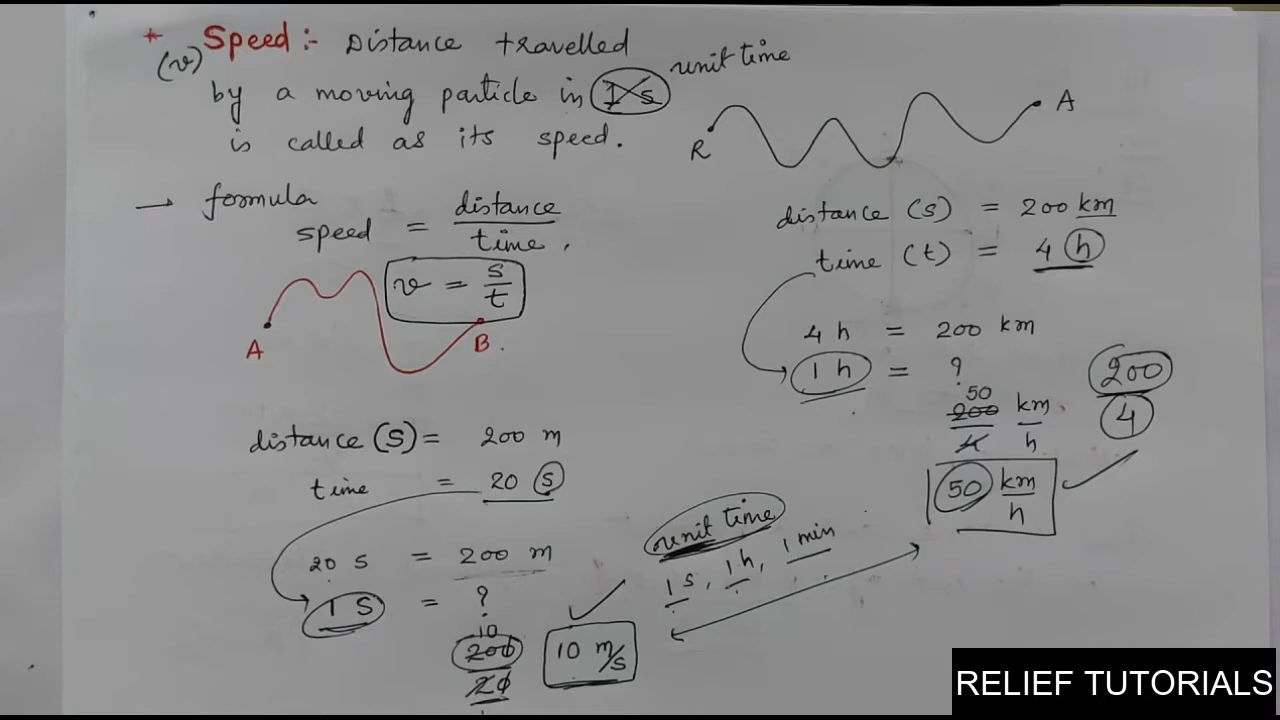 * Speed :- Distance travelled
(v)
unit time
by a moving particle in 1 s
is called as its speed.
R
A
→ formula
speed = distance / time.
v = s / t
A
B.
distance (s) = 200 km
time (t) = 4 h
4 h = 200 km
1 h = ?
50
200 km
4 h
200
4
50 km / h
distance (s) = 200 m
time = 20 s
20 s = 200 m
1 s = ?
10
200
20
10 m/s
unit time
1 s, 1 h, 1 min
RELIEF TUTORIALS